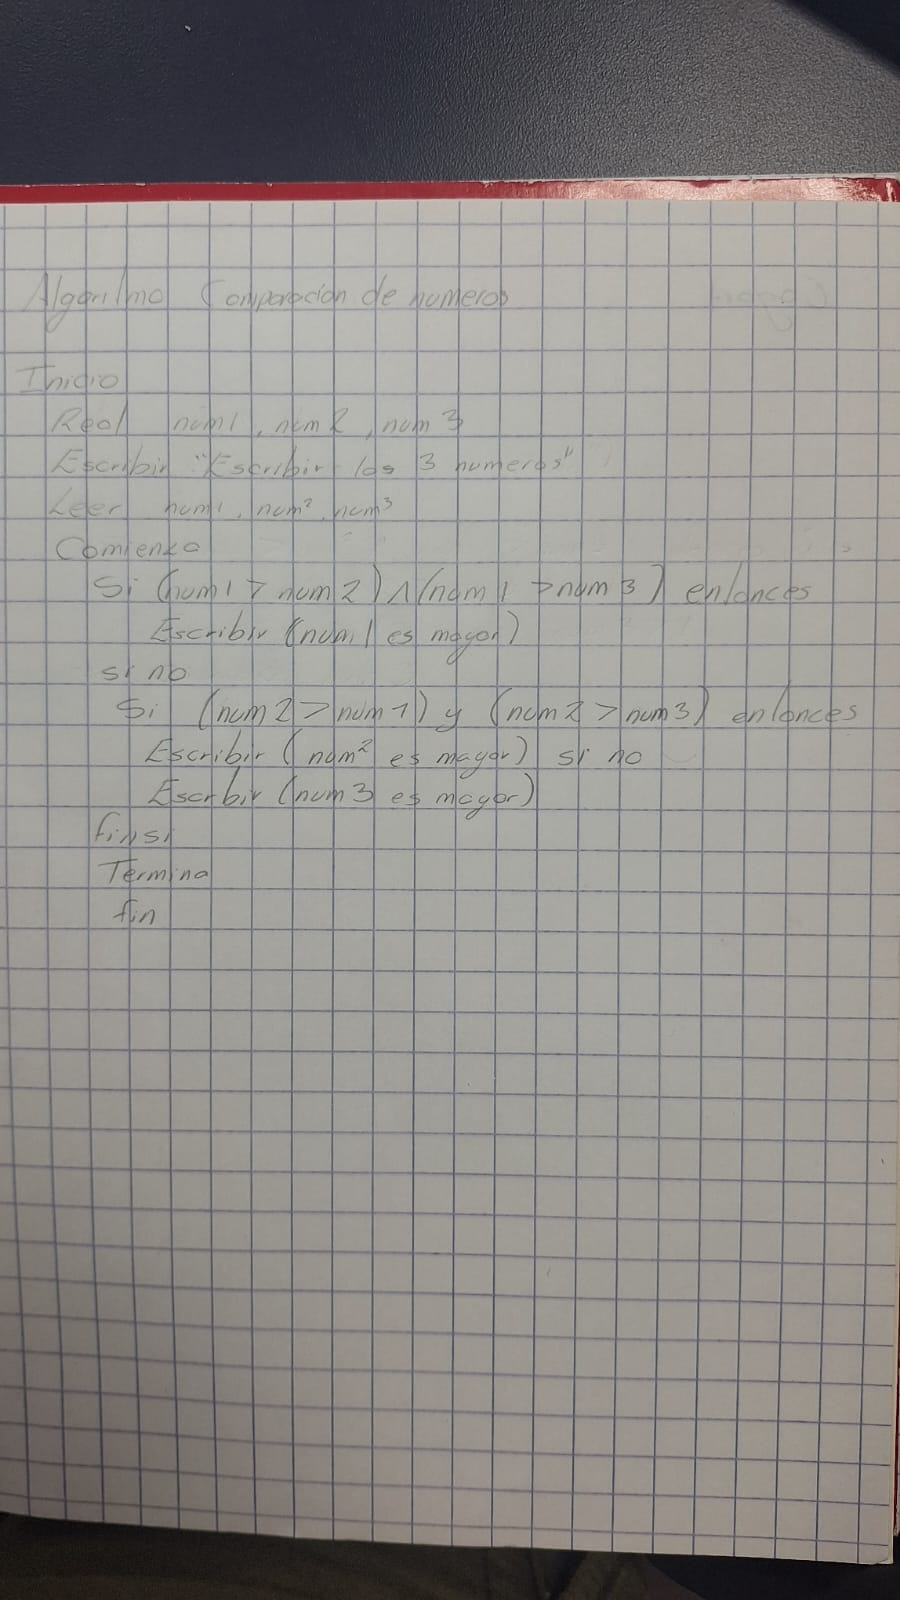 Algoritmo Comparacion de numeros
Inicio
Real num1, num2, num3
Escribir "Escribir los 3 numeros"
Leer num1, num2, num3
Comienza
Si (num1 > num2) ∧ (num1 > num3) entonces
Escribir (num1 es mayor)
si no
Si (num2 > num1) y (num2 > num3) entonces
Escribir (num2 es mayor) si no
Escrbir (num3 es mayor)
finsi
Termina
fin